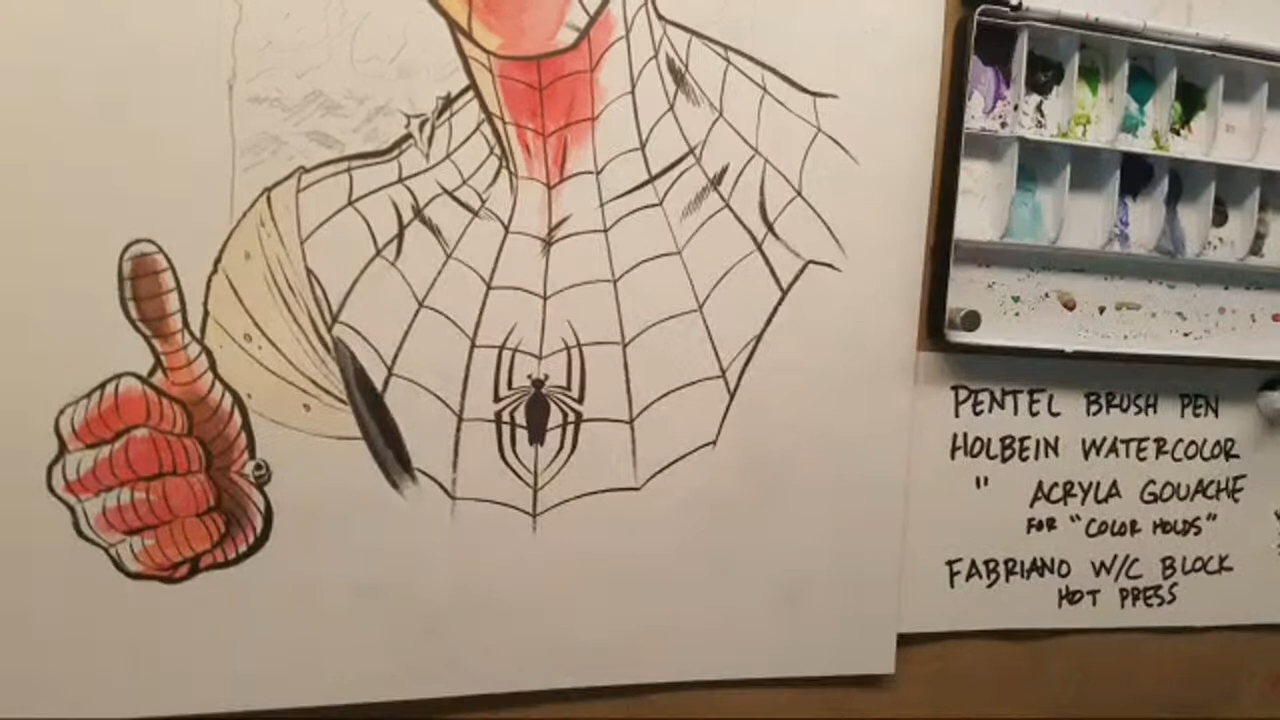 PENTEL BRUSH PEN
HOLBEIN WATERCOLOR
" ACRYLA GOUACHE
FOR "COLOR HOLDS"
FABRIANO W/C BLOCK
HOT PRESS